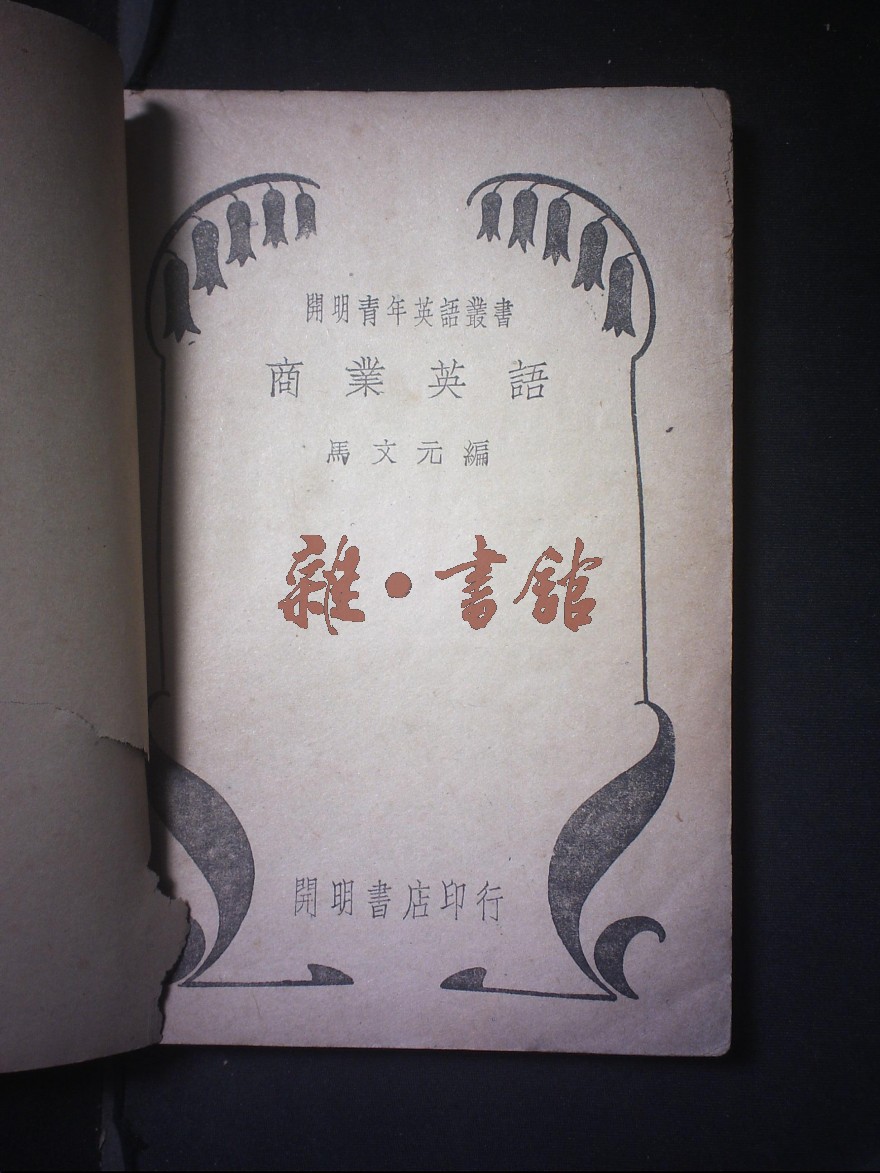 開明青年英語叢書
商業英語
馬文元編
雜·書館
開明書店印行